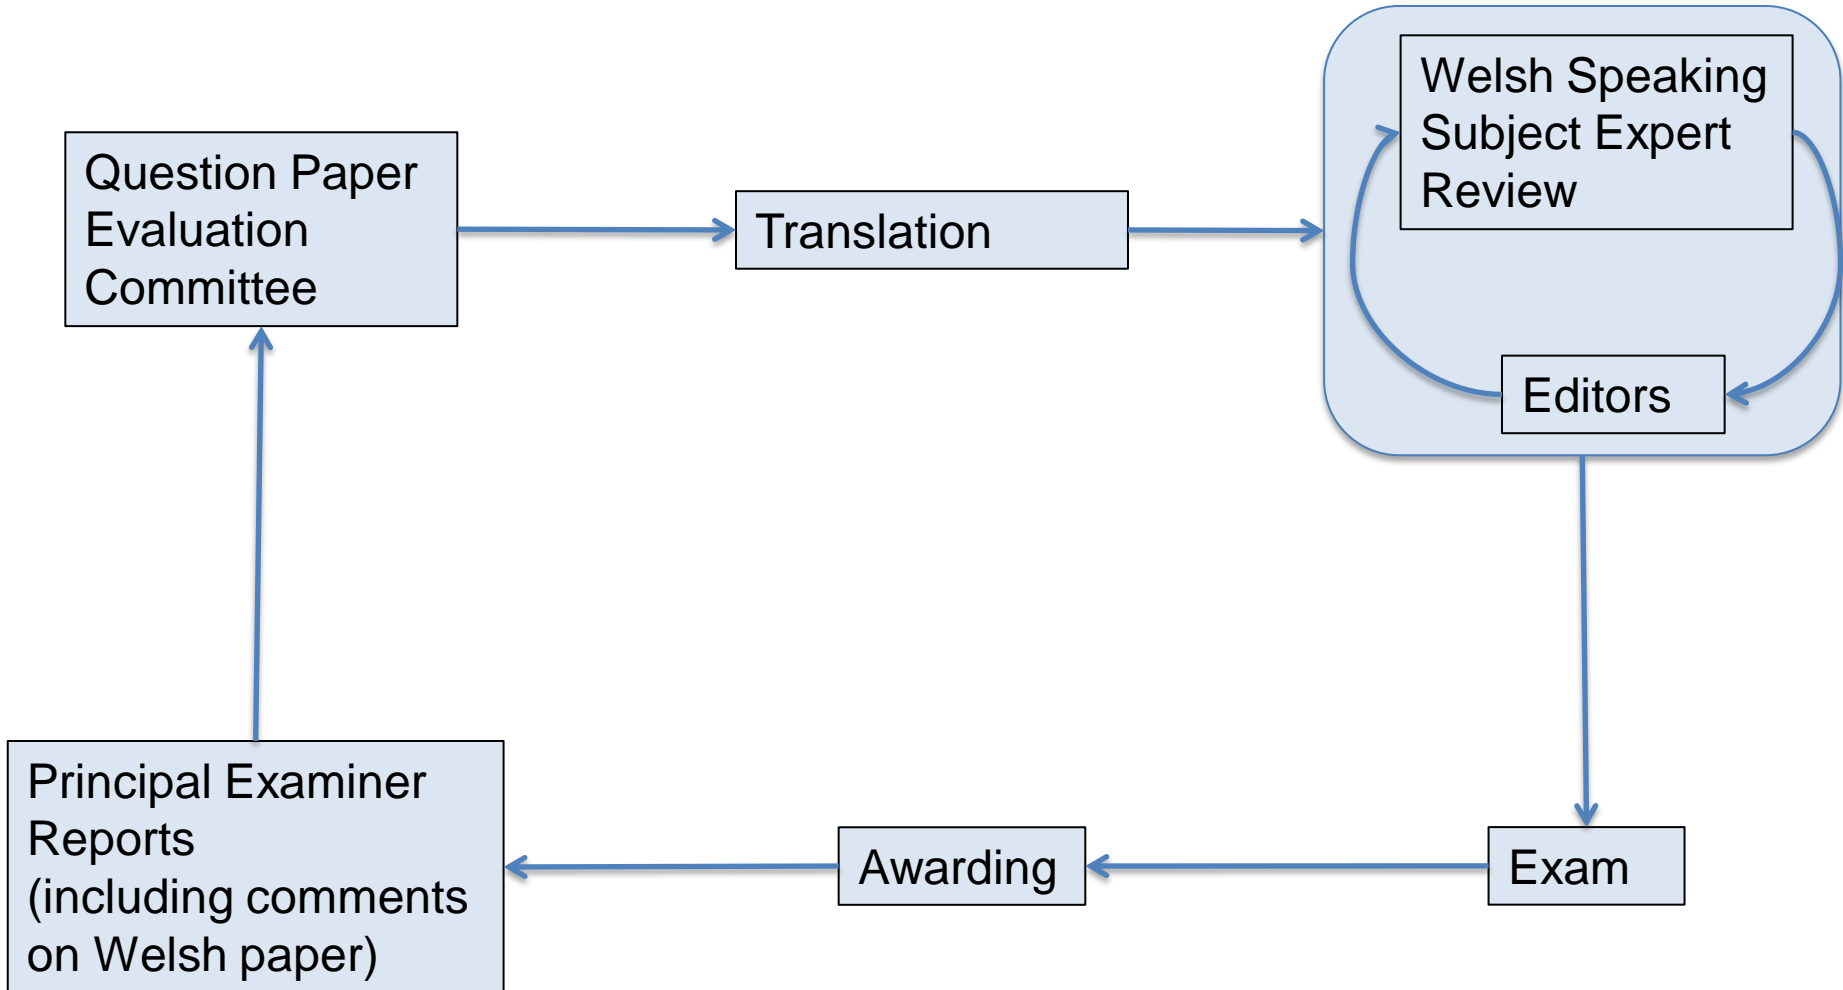 Question Paper
Evaluation
Committee
Translation
Welsh Speaking
Subject Expert
Review
Editors
Principal Examiner
Reports
(including comments
on Welsh paper)
Awarding
Exam